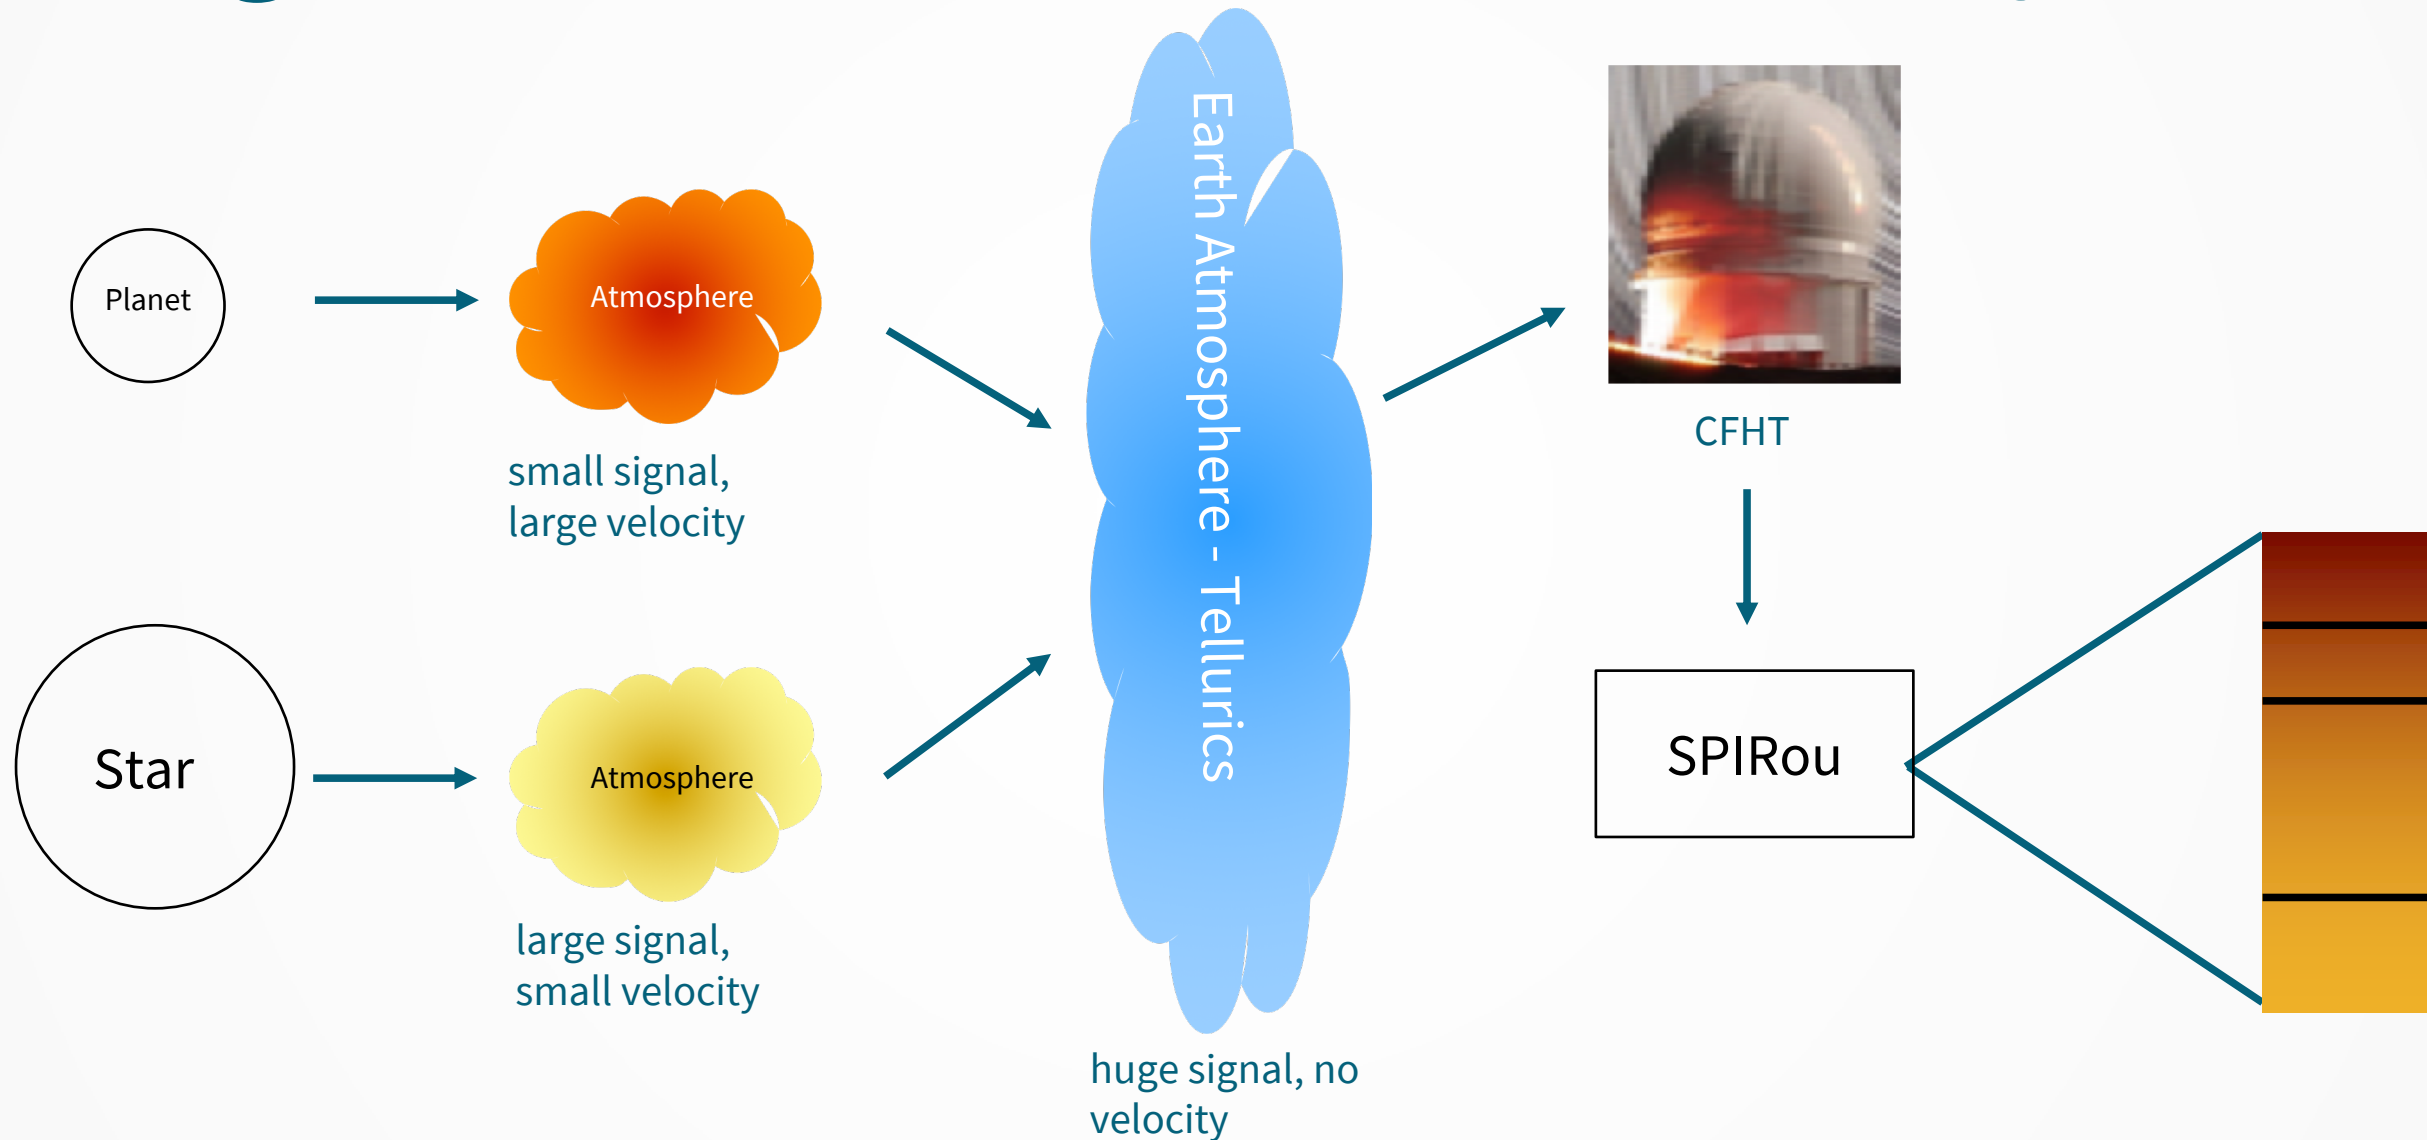 Planet
Atmosphere
small signal,
large velocity
Star
Atmosphere
large signal,
small velocity
Earth Atmosphere - Tellurics
huge signal, no
velocity
CFHT
SPIRou